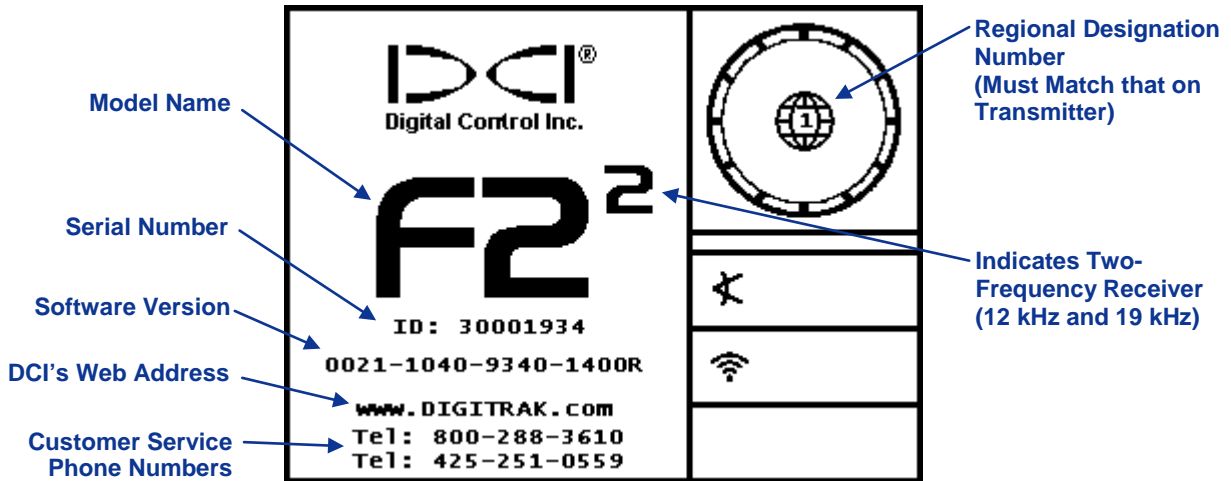 Model Name
Serial Number
Software Version
DCI's Web Address
Customer Service
Phone Numbers
DCI®
Digital Control Inc.
F2²
ID: 30001934
0021-1040-9340-1400R
www.DIGITRAK.com
Tel: 800-288-3610
Tel: 425-251-0559
1
Regional Designation
Number
(Must Match that on
Transmitter)
Indicates Two-
Frequency Receiver
(12 kHz and 19 kHz)